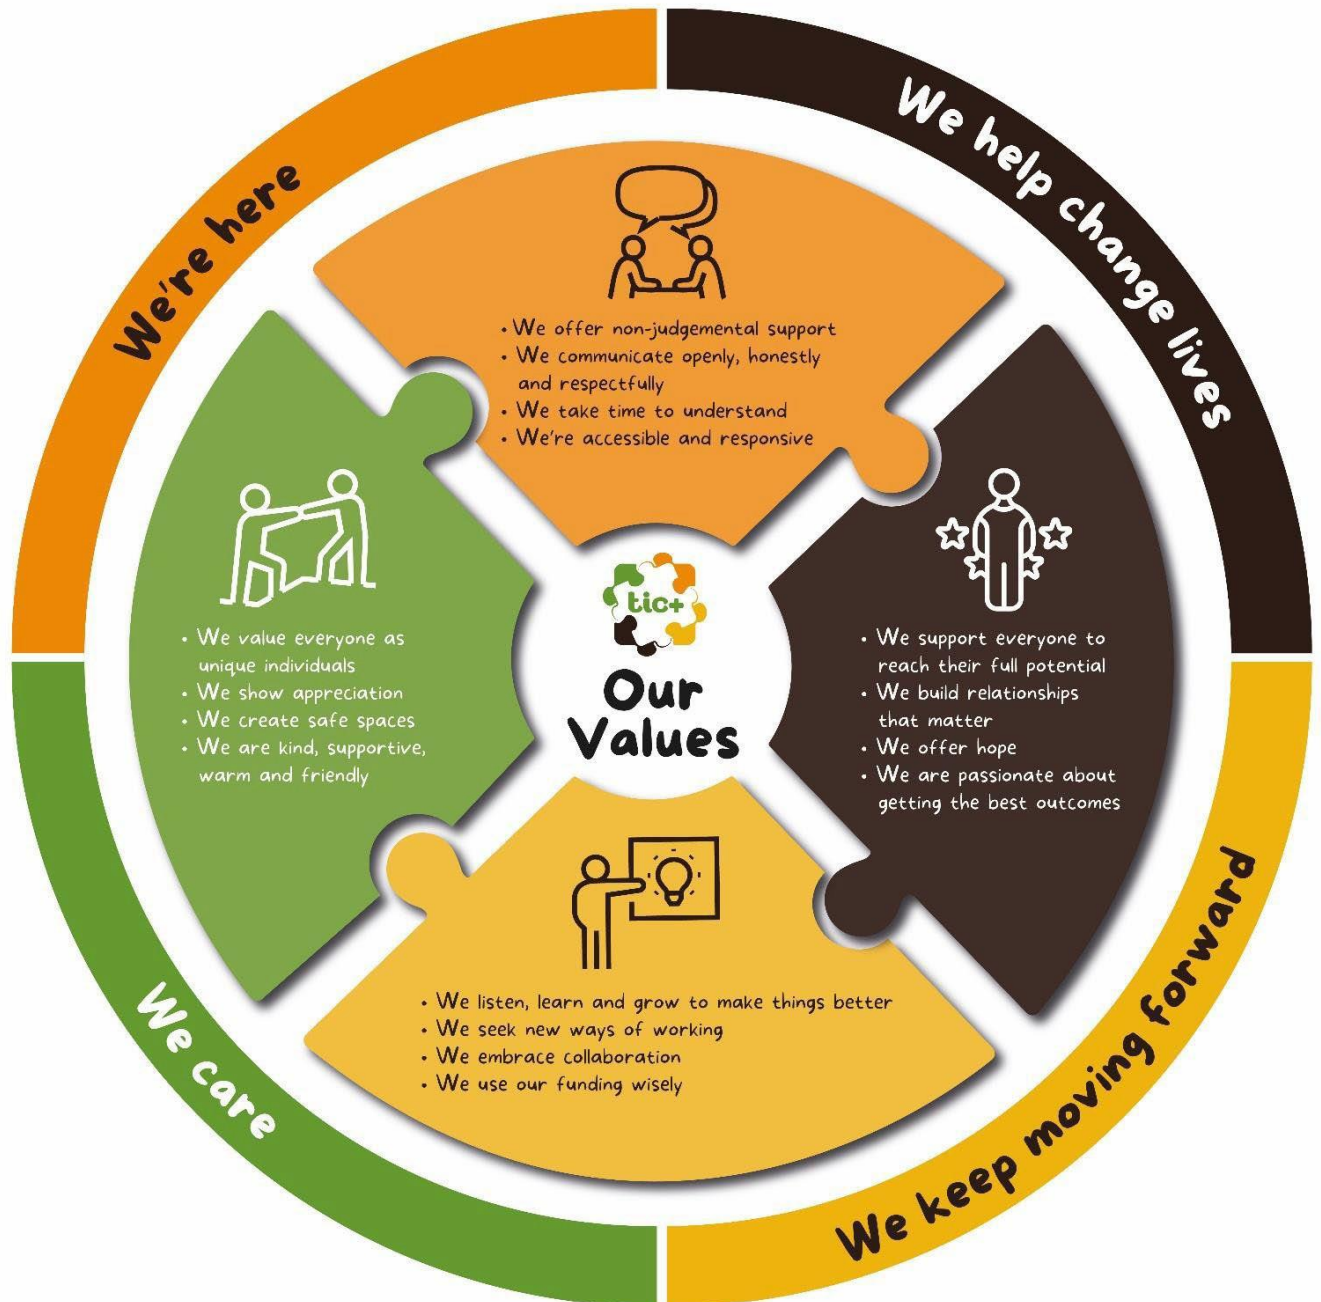 We're here
We help change lives
• We offer non-judgemental support
• We communicate openly, honestly
and respectfully
• We take time to understand
• We're accessible and responsive
• We value everyone as
unique individuals
• We show appreciation
• We create safe spaces
• We are kind, supportive,
warm and friendly
tic+
Our
Values
• We support everyone to
reach their full potential
• We build relationships
that matter
• We offer hope
• We are passionate about
getting the best outcomes
• We listen, learn and grow to make things better
• We seek new ways of working
• We embrace collaboration
• We use our funding wisely
We care
We keep moving forward